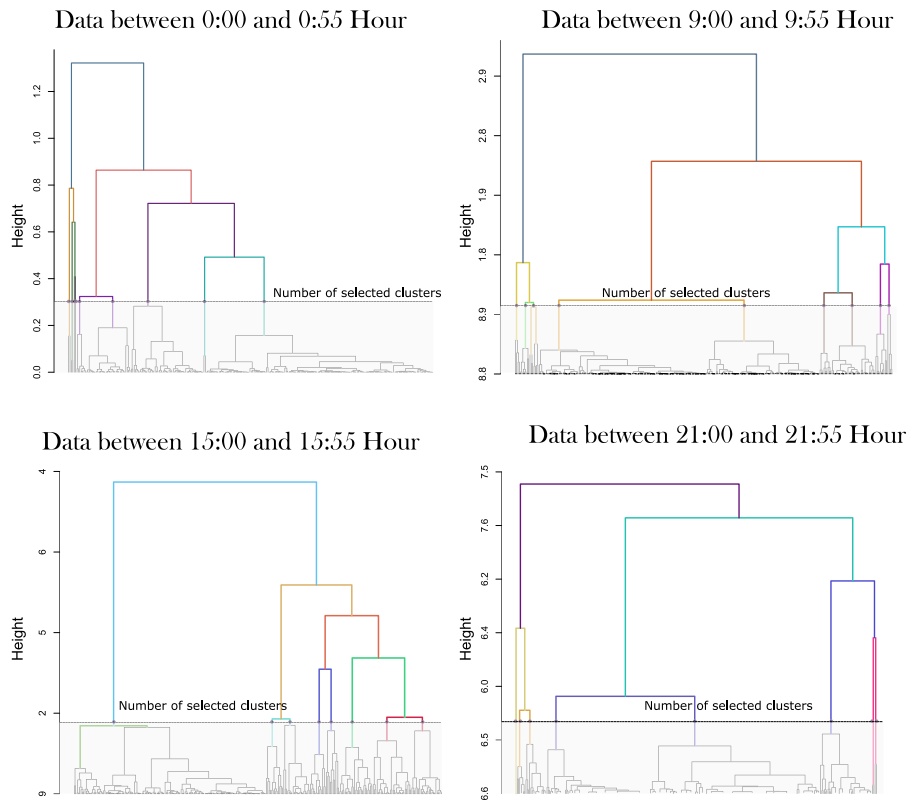 Data between 0:00 and 0:55 Hour
Data between 9:00 and 9:55 Hour
Height
1.2
1.0
0.8
0.6
0.4
0.2
0.0
Number of selected clusters
2.9
2.8
1.9
1.8
8.9
8.8
Height
Number of selected clusters
Data between 15:00 and 15:55 Hour
Data between 21:00 and 21:55 Hour
Height
4
6
5
2
9
Number of selected clusters
Height
7.5
7.6
6.2
6.4
6.0
6.5
6.6
Number of selected clusters